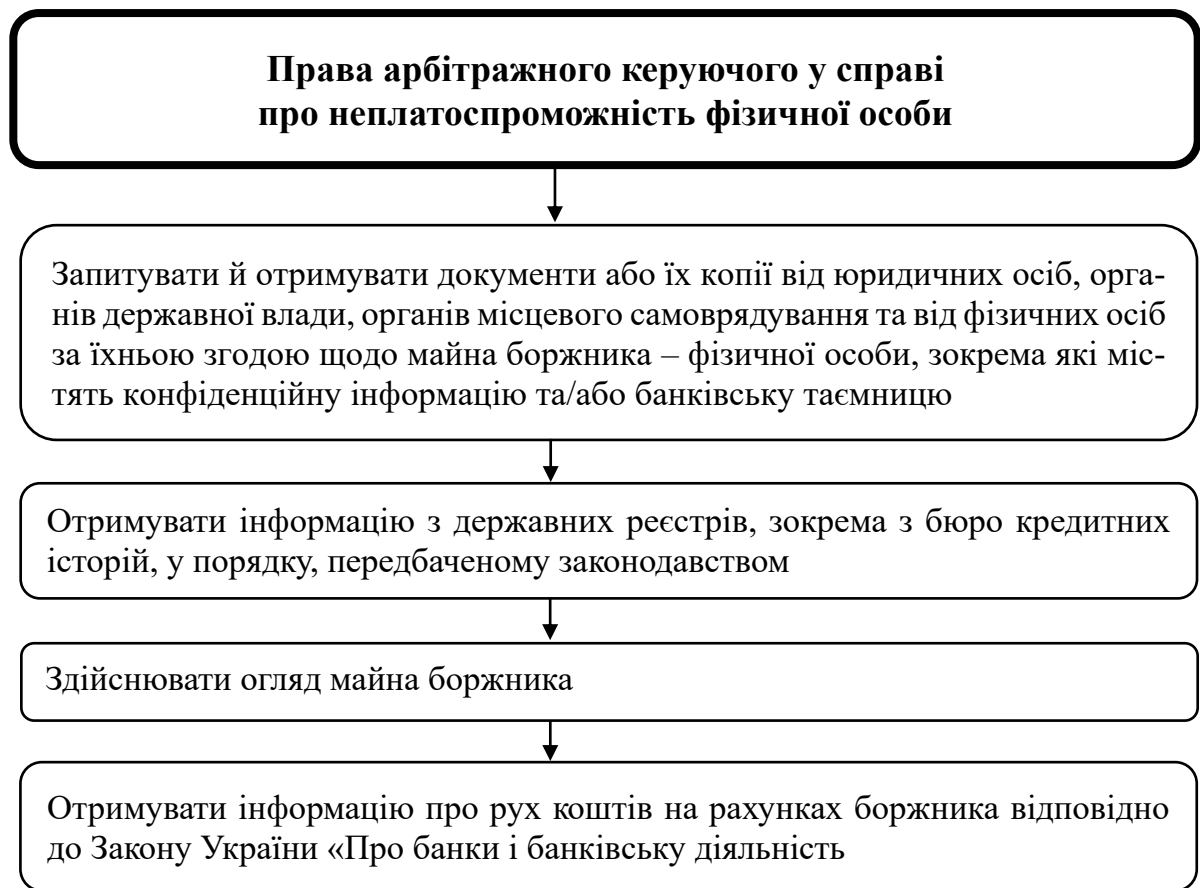 Права арбітражного керуючого у справі
про неплатоспроможність фізичної особи
Запитувати й отримувати документи або їх копії від юридичних осіб, орга-
нів державної влади, органів місцевого самоврядування та від фізичних осіб
за їхньою згодою щодо майна боржника – фізичної особи, зокрема які міс-
тять конфіденційну інформацію та/або банківську таємницю
Отримувати інформацію з державних реєстрів, зокрема з бюро кредитних
історій, у порядку, передбаченому законодавством
Здійснювати огляд майна боржника
Отримувати інформацію про рух коштів на рахунках боржника відповідно
до Закону України «Про банки і банківську діяльність